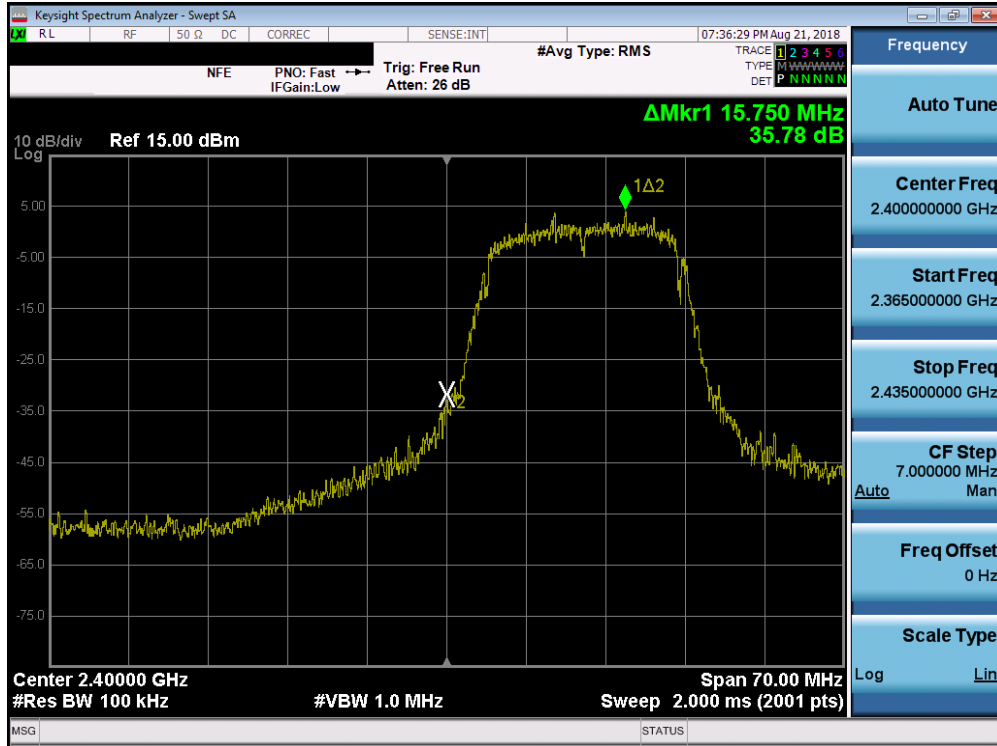 Keysight Spectrum Analyzer - Swept SA
LXI RL RF 50 Ω DC CORREC SENSE:INT 07:36:29 PM Aug 21, 2018
#Avg Type: RMS TRACE 1 2 3 4 5 6
NFE PNO: Fast Trig: Free Run TYPE M WWWWW
IFGain:Low Atten: 26 dB DET P N N N N N
ΔMkr1 15.750 MHz
35.78 dB
10 dB/div Ref 15.00 dBm
Log
1Δ2
5.00
-5.00
-15.0
-25.0
2
-35.0
-45.0
-55.0
-65.0
-75.0
Center 2.40000 GHz Span 70.00 MHz
#Res BW 100 kHz #VBW 1.0 MHz Sweep 2.000 ms (2001 pts)
MSG STATUS
Frequency
Auto Tune
Center Freq
2.400000000 GHz
Start Freq
2.365000000 GHz
Stop Freq
2.435000000 GHz
CF Step
7.000000 MHz
Auto Man
Freq Offset
0 Hz
Scale Type
Log Lin